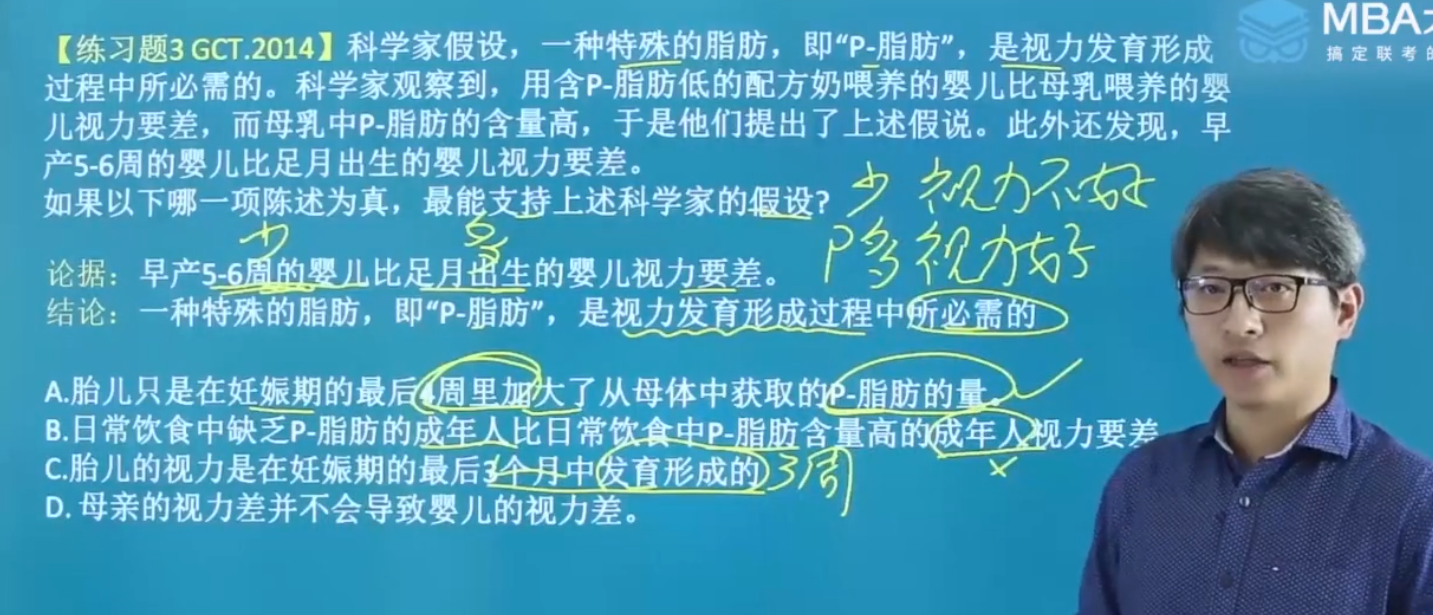 MBA大
搞定联考的
【练习题3 GCT.2014】科学家假设，一种特殊的脂肪，即“P-脂肪”，是视力发育形成
过程中所必需的。科学家观察到，用含P-脂肪低的配方奶喂养的婴儿比母乳喂养的婴
儿视力要差，而母乳中P-脂肪的含量高，于是他们提出了上述假说。此外还发现，早
产5-6周的婴儿比足月出生的婴儿视力要差。
如果以下哪一项陈述为真，最能支持上述科学家的假设？
少 视力不好
P多 视力好
少 多
论据：早产5-6周的婴儿比足月出生的婴儿视力要差。
结论：一种特殊的脂肪，即“P-脂肪”，是视力发育形成过程中所必需的
A.胎儿只是在妊娠期的最后4周里加大了从母体中获取的P-脂肪的量。
B.日常饮食中缺乏P-脂肪的成年人比日常饮食中P-脂肪含量高的成年人视力要差
C.胎儿的视力是在妊娠期的最后3个月中发育形成的 3周
D. 母亲的视力差并不会导致婴儿的视力差。